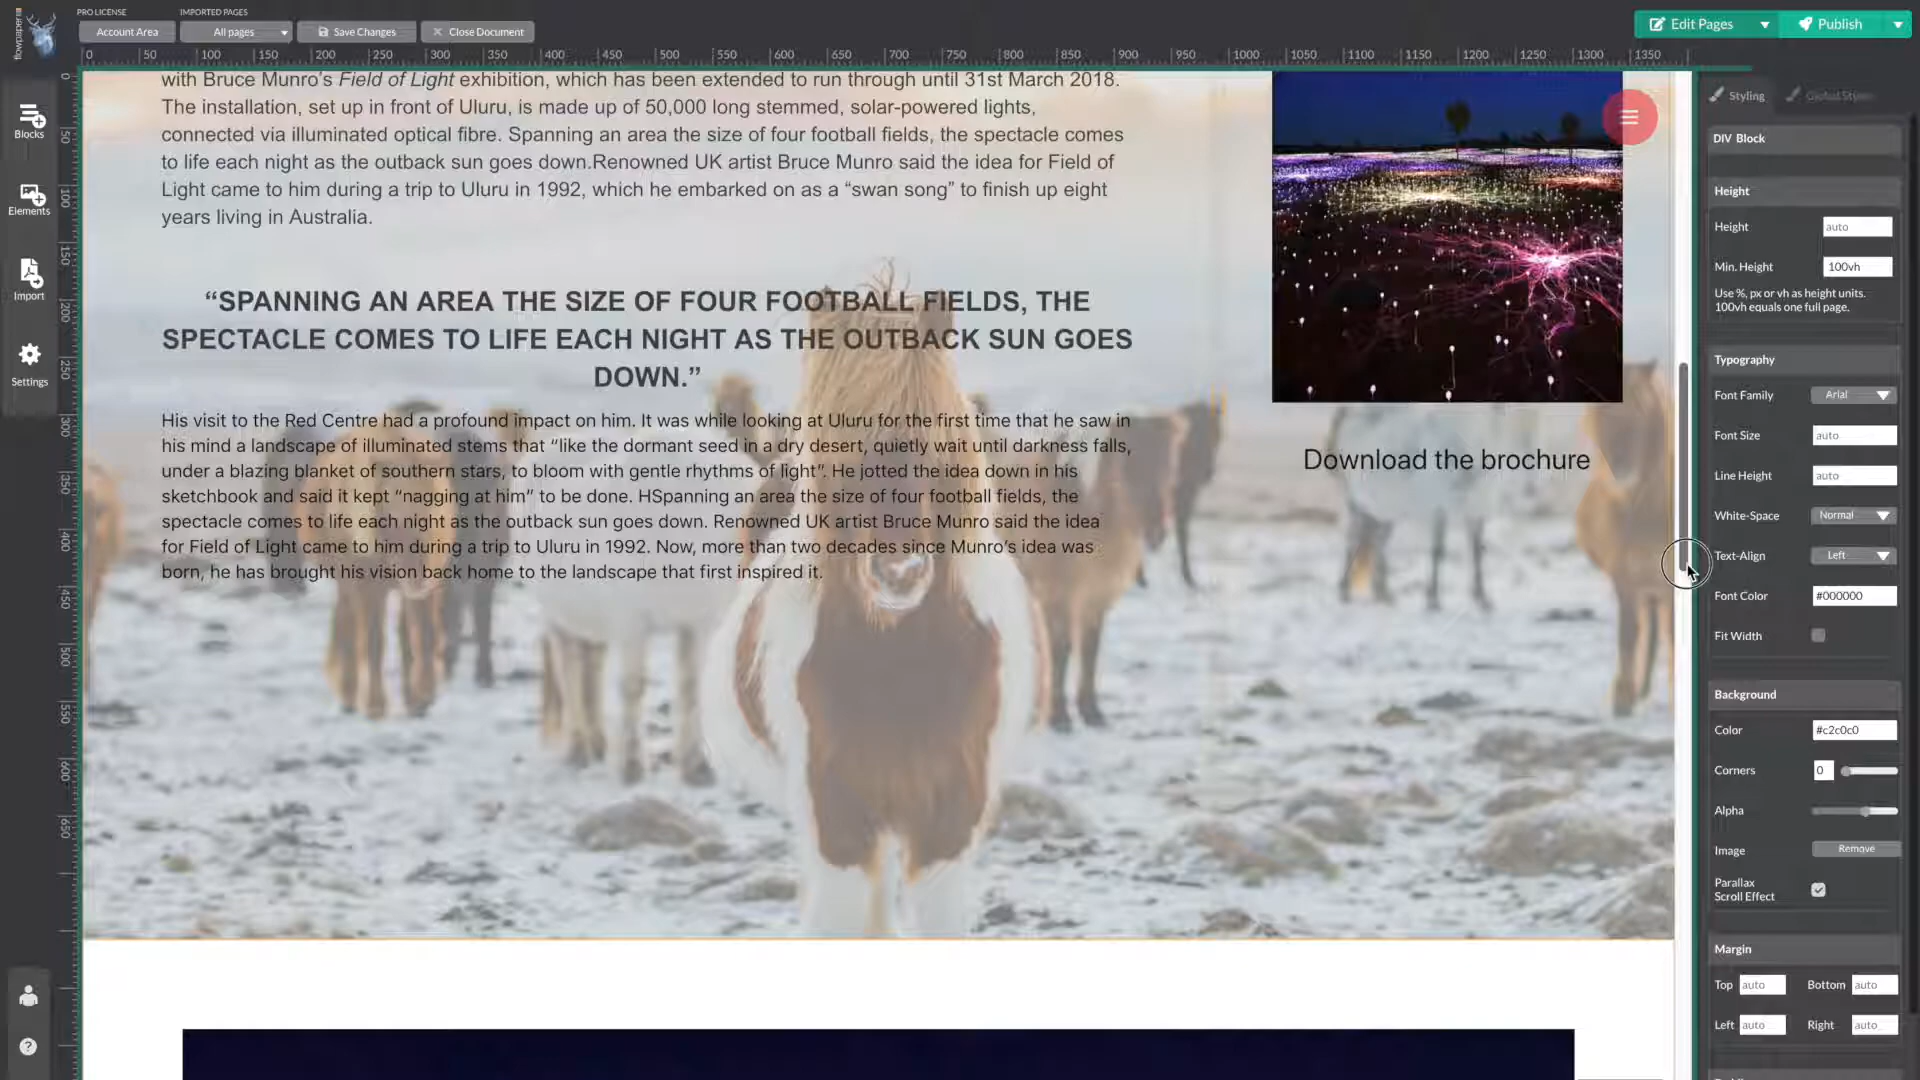 flowpaper
PRO LICENSE
IMPORTED PAGES
Account Area
All pages
Save Changes
Close Document
Edit Pages
Publish
0 50 100 150 200 250 300 350 400 450 500 550 600 650 700 750 800 850 900 950 1000 1050 1100 1150 1200 1250 1300 1350
0 50 100 150 200 250 300 350 400 450 500 550 600 650
Blocks
Elements
Import
Settings
with Bruce Munro's Field of Light exhibition, which has been extended to run through until 31st March 2018.
The installation, set up in front of Uluru, is made up of 50,000 long stemmed, solar-powered lights,
connected via illuminated optical fibre. Spanning an area the size of four football fields, the spectacle comes
to life each night as the outback sun goes down.Renowned UK artist Bruce Munro said the idea for Field of
Light came to him during a trip to Uluru in 1992, which he embarked on as a “swan song” to finish up eight
years living in Australia.
“SPANNING AN AREA THE SIZE OF FOUR FOOTBALL FIELDS, THE
SPECTACLE COMES TO LIFE EACH NIGHT AS THE OUTBACK SUN GOES
DOWN.”
His visit to the Red Centre had a profound impact on him. It was while looking at Uluru for the first time that he saw in
his mind a landscape of illuminated stems that “like the dormant seed in a dry desert, quietly wait until darkness falls,
under a blazing blanket of southern stars, to bloom with gentle rhythms of light”. He jotted the idea down in his
sketchbook and said it kept “nagging at him” to be done. HSpanning an area the size of four football fields, the
spectacle comes to life each night as the outback sun goes down. Renowned UK artist Bruce Munro said the idea
for Field of Light came to him during a trip to Uluru in 1992. Now, more than two decades since Munro’s idea was
born, he has brought his vision back home to the landscape that first inspired it.
Download the brochure
Styling
Global Styles
DIV Block
Height
Height auto
Min. Height 100vh
Use %, px or vh as height units.
100vh equals one full page.
Typography
Font Family Arial
Font Size auto
Line Height auto
White-Space Normal
Text-Align Left
Font Color #000000
Fit Width
Background
Color #c2c0c0
Corners 0
Alpha
Image Remove
Parallax
Scroll Effect
Margin
Top auto Bottom auto
Left auto Right auto